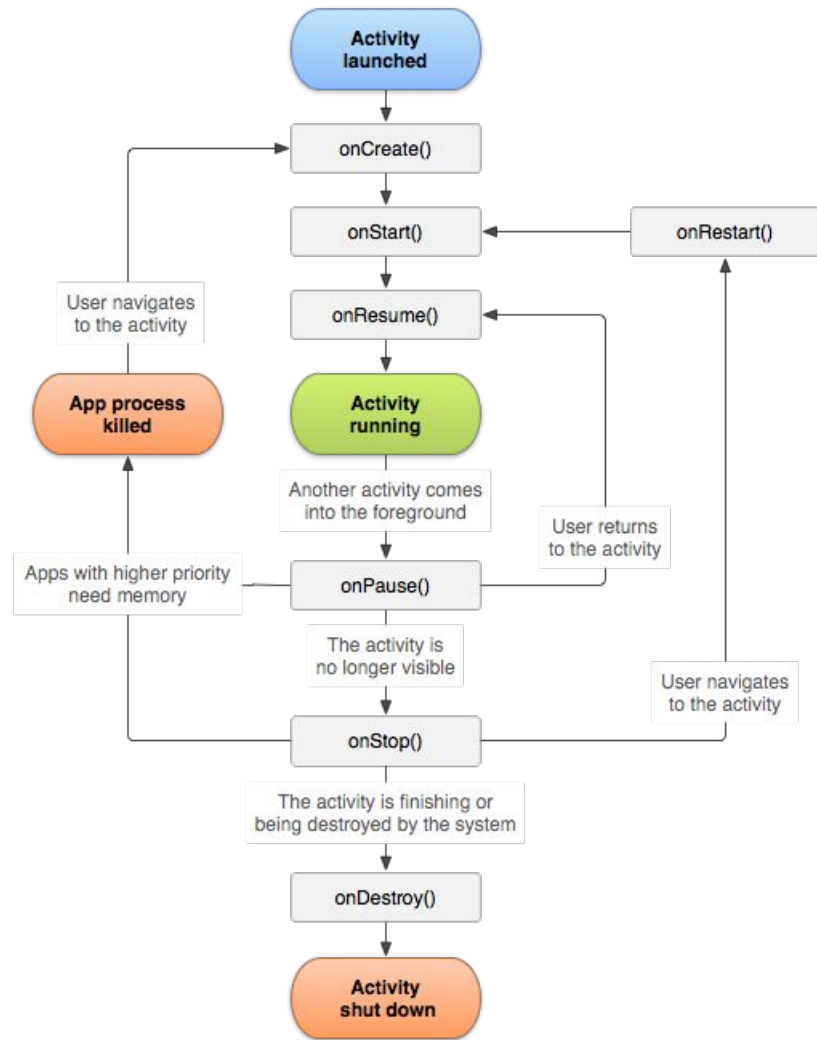 Activity
launched
onCreate()
onStart()
onRestart()
User navigates
to the activity
onResume()
App process
killed
Activity
running
Another activity comes
into the foreground
User returns
to the activity
Apps with higher priority
need memory
onPause()
The activity is
no longer visible
User navigates
to the activity
onStop()
The activity is finishing or
being destroyed by the system
onDestroy()
Activity
shut down